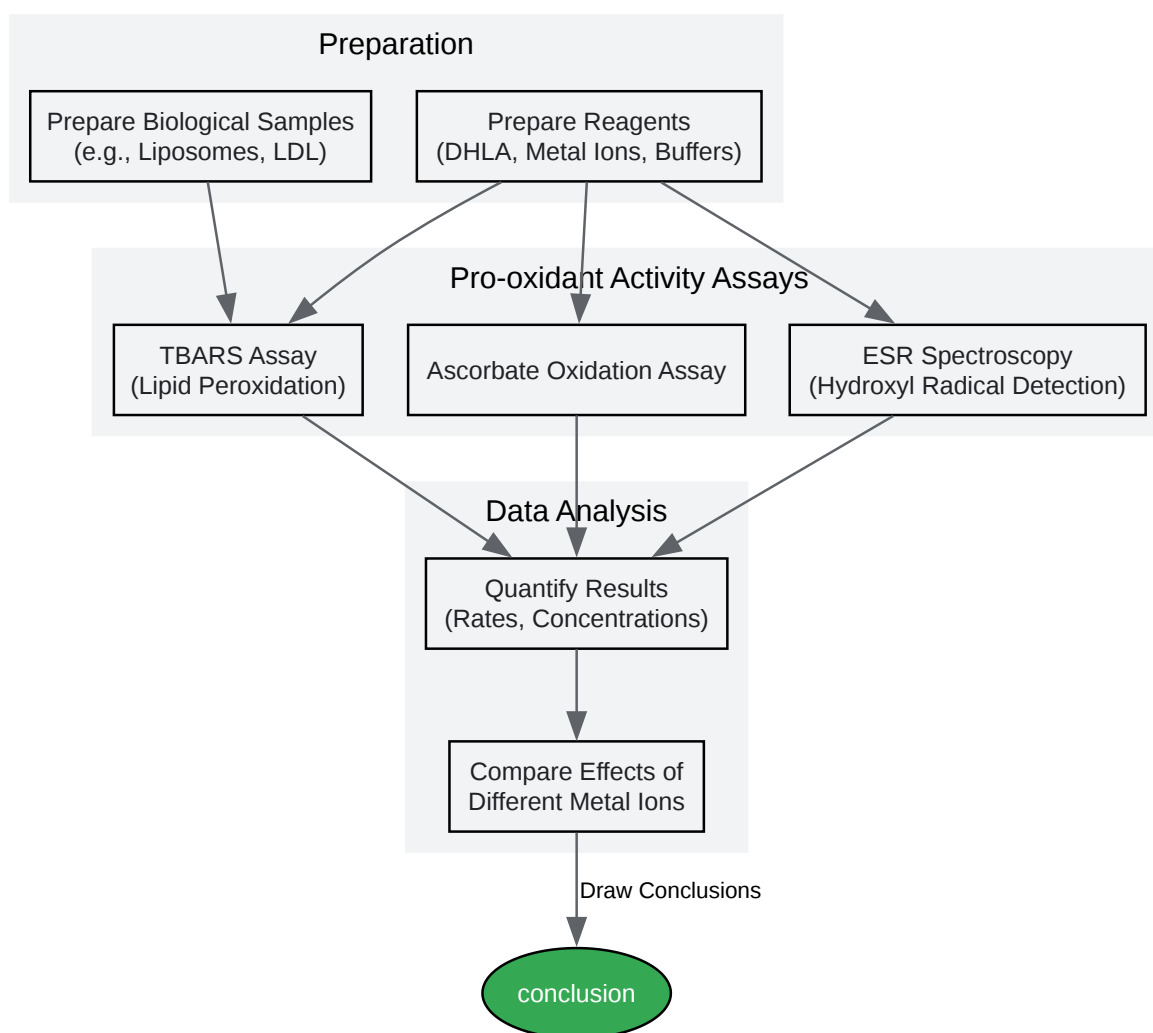 Preparation
Prepare Biological Samples
(e.g., Liposomes, LDL)
Prepare Reagents
(DHLA, Metal Ions, Buffers)
Pro-oxidant Activity Assays
TBARS Assay
(Lipid Peroxidation)
Ascorbate Oxidation Assay
ESR Spectroscopy
(Hydroxyl Radical Detection)
Data Analysis
Quantify Results
(Rates, Concentrations)
Compare Effects of
Different Metal Ions
Draw Conclusions
conclusion